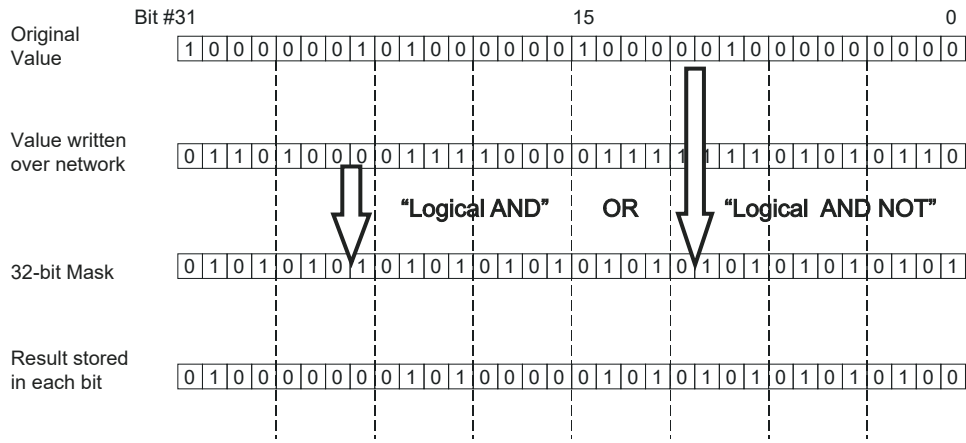 Bit #31 15 0
Original
Value
1 0 0 0 0 0 0 1 0 1 0 0 0 0 0 0 1 0 0 0 0 0 1 0 0 0 0 0 0 0 0 0
Value written
over network
0 1 1 0 1 0 0 0 0 1 1 1 1 0 0 0 0 1 1 1 1 1 1 1 0 1 0 1 0 1 1 0
“Logical AND” OR “Logical AND NOT”
32-bit Mask
0 1 0 1 0 1 0 1 0 1 0 1 0 1 0 1 0 1 0 1 0 1 0 1 0 1 0 1 0 1 0 1
Result stored
in each bit
0 1 0 0 0 0 0 0 0 1 0 1 0 0 0 0 0 1 0 1 0 1 0 1 0 1 0 1 0 1 0 0